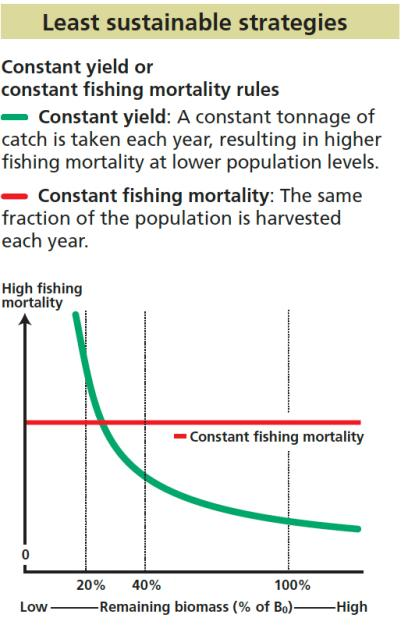 Least sustainable strategies
Constant yield or
constant fishing mortality rules
Constant yield: A constant tonnage of
catch is taken each year, resulting in higher
fishing mortality at lower population levels.
Constant fishing mortality: The same
fraction of the population is harvested
each year.
High fishing
mortality
Constant fishing mortality
0
20% 40% 100%
Low Remaining biomass (% of B₀) High